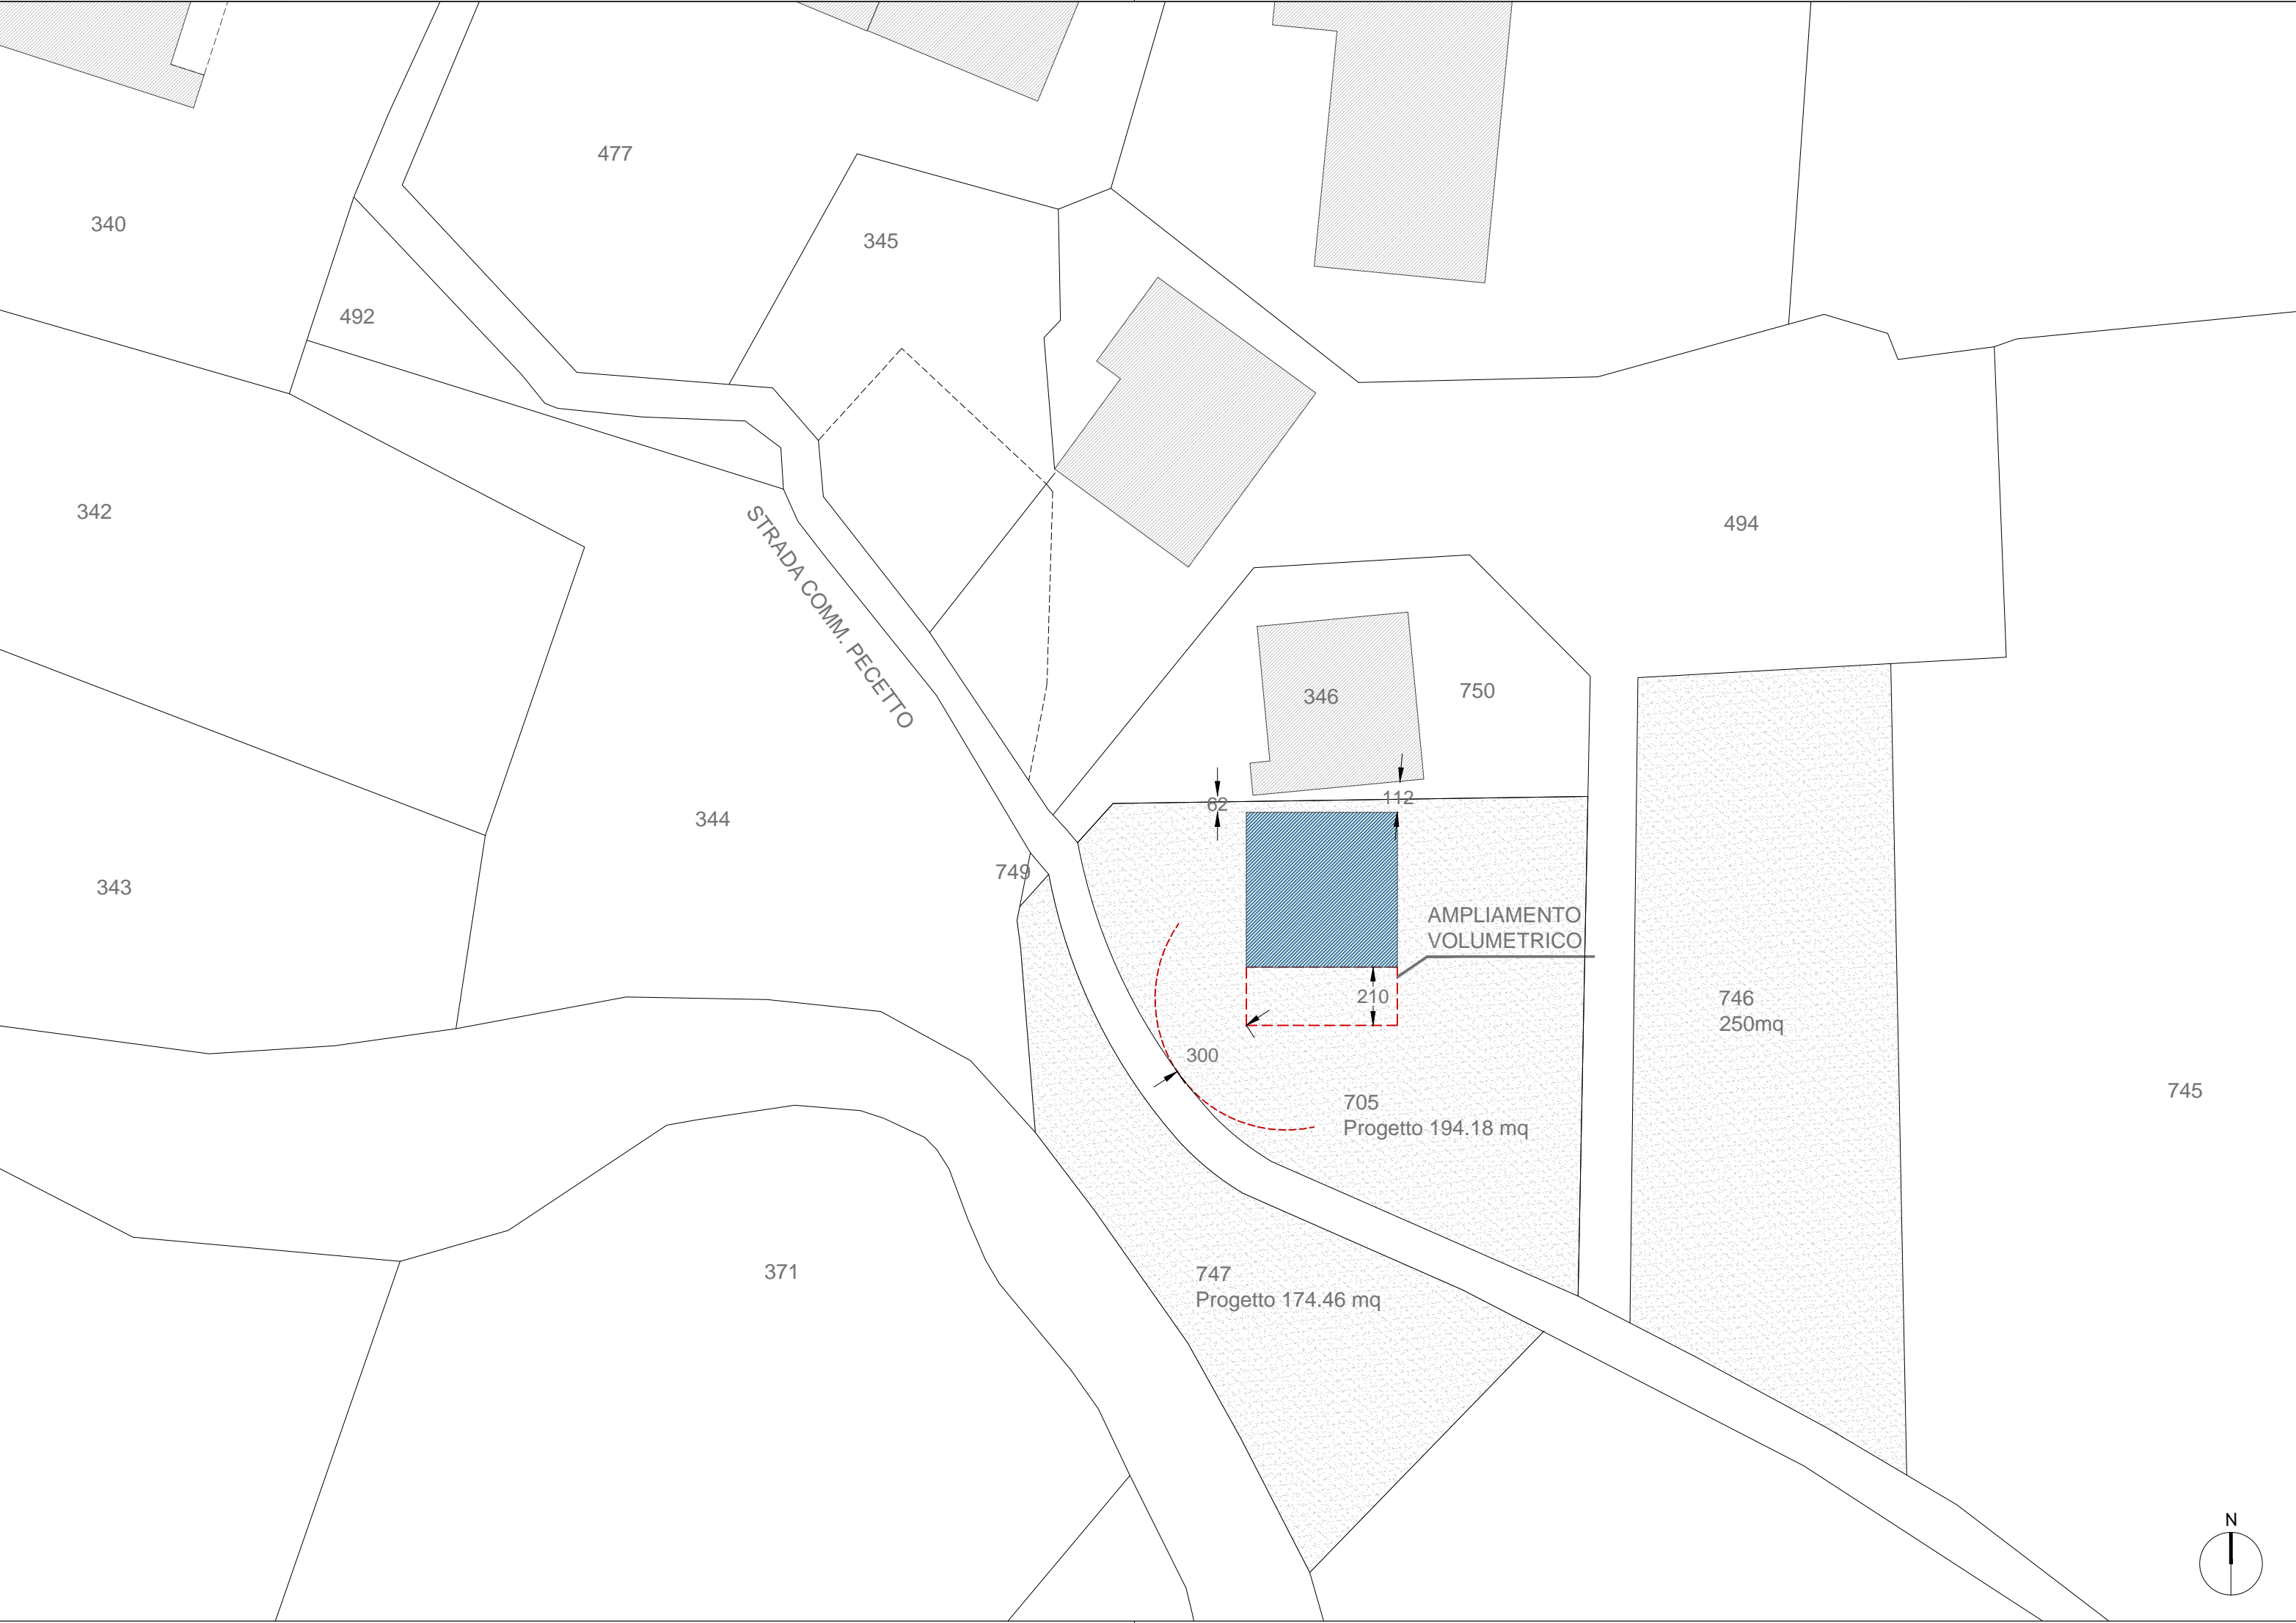 477
340
345
492
342
494
STRADA COMM. PECETTO
346
750
62
112
344
749
343
AMPLIAMENTO
VOLUMETRICO
210
746
250mq
300
745
705
Progetto 194.18 mq
371
747
Progetto 174.46 mq
N